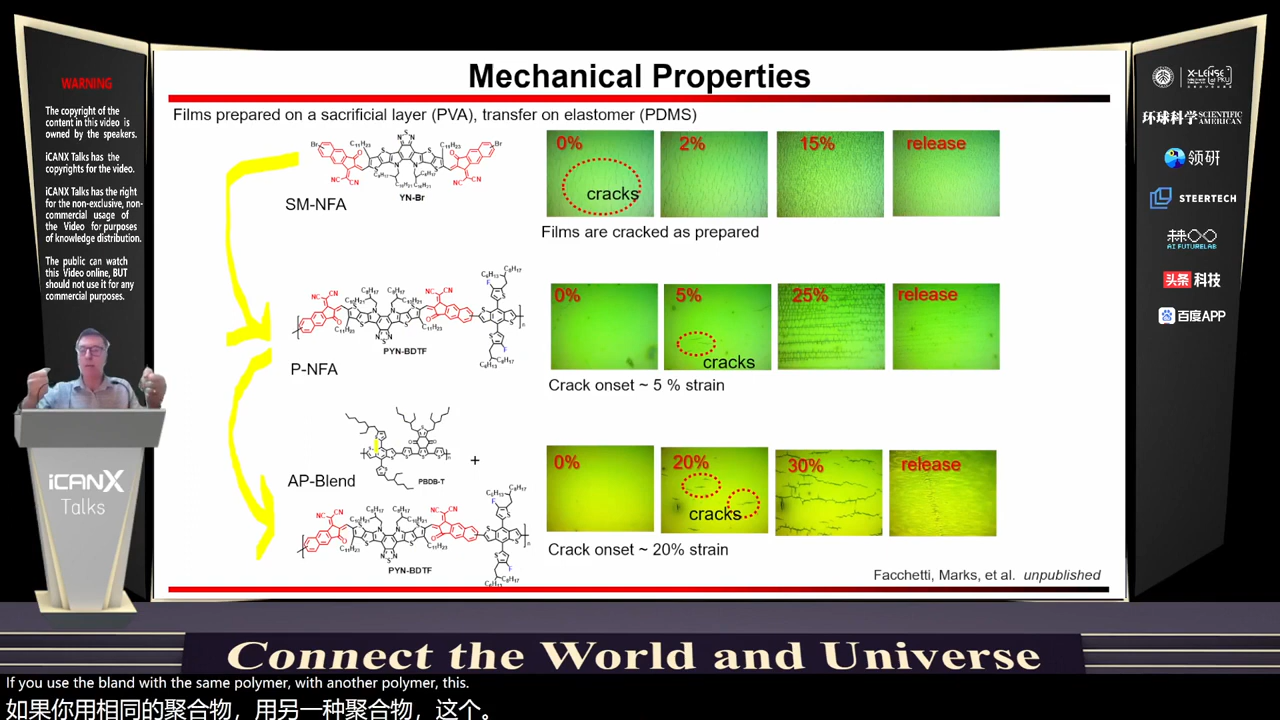 WARNING
The copyright of the
content in this video is
owned by the speakers.
iCANX Talks has the
copyrights for the video.
iCANX Talks has the right
for the non-exclusive, non-
commercial usage of
the Video for purposes
of knowledge distribution.
The public can watch
this Video online, BUT
should not use it for any
commercial purposes.
iCANX
Talks
Mechanical Properties
Films prepared on a sacrificial layer (PVA), transfer on elastomer (PDMS)
SM-NFA
YN-Br
0%
cracks
2%
15%
release
Films are cracked as prepared
P-NFA
PYN-BDTF
0%
5%
cracks
25%
release
Crack onset ~ 5 % strain
AP-Blend
PBDB-T
+
PYN-BDTF
0%
20%
cracks
30%
release
Crack onset ~ 20% strain
Facchetti, Marks, et al. unpublished
X-LENSE
环球科学 SCIENTIFIC AMERICAN
领研
STEERTECH
AI FUTURELAB
头条 科技
百度APP
Connect the World and Universe
If you use the bland with the same polymer, with another polymer, this.
如果你用相同的聚合物，用另一种聚合物，这个。